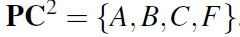 PC² = {A,B,C,F}.